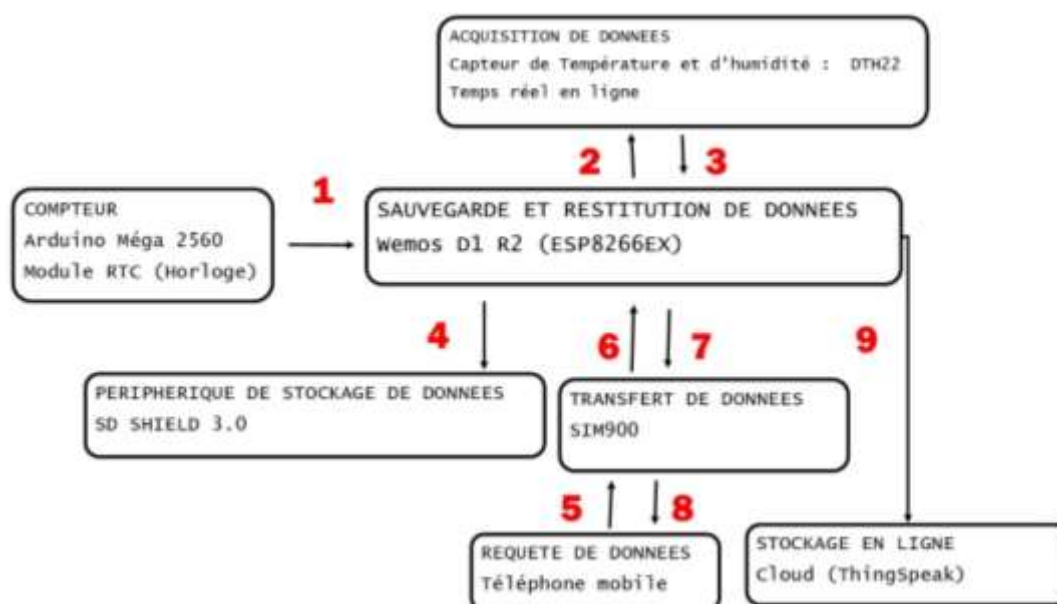 ACQUISITION DE DONNEES
Capteur de Température et d'humidité : DTH22
Temps réel en ligne
2
3
1
COMPTEUR
Arduino Méga 2560
Module RTC (Horloge)
SAUVEGARDE ET RESTITUTION DE DONNEES
Wemos D1 R2 (ESP8266EX)
4
6
7
9
PERIPHERIQUE DE STOCKAGE DE DONNEES
SD SHIELD 3.0
TRANSFERT DE DONNEES
SIM900
5
8
REQUETE DE DONNEES
Téléphone mobile
STOCKAGE EN LIGNE
Cloud (ThingSpeak)